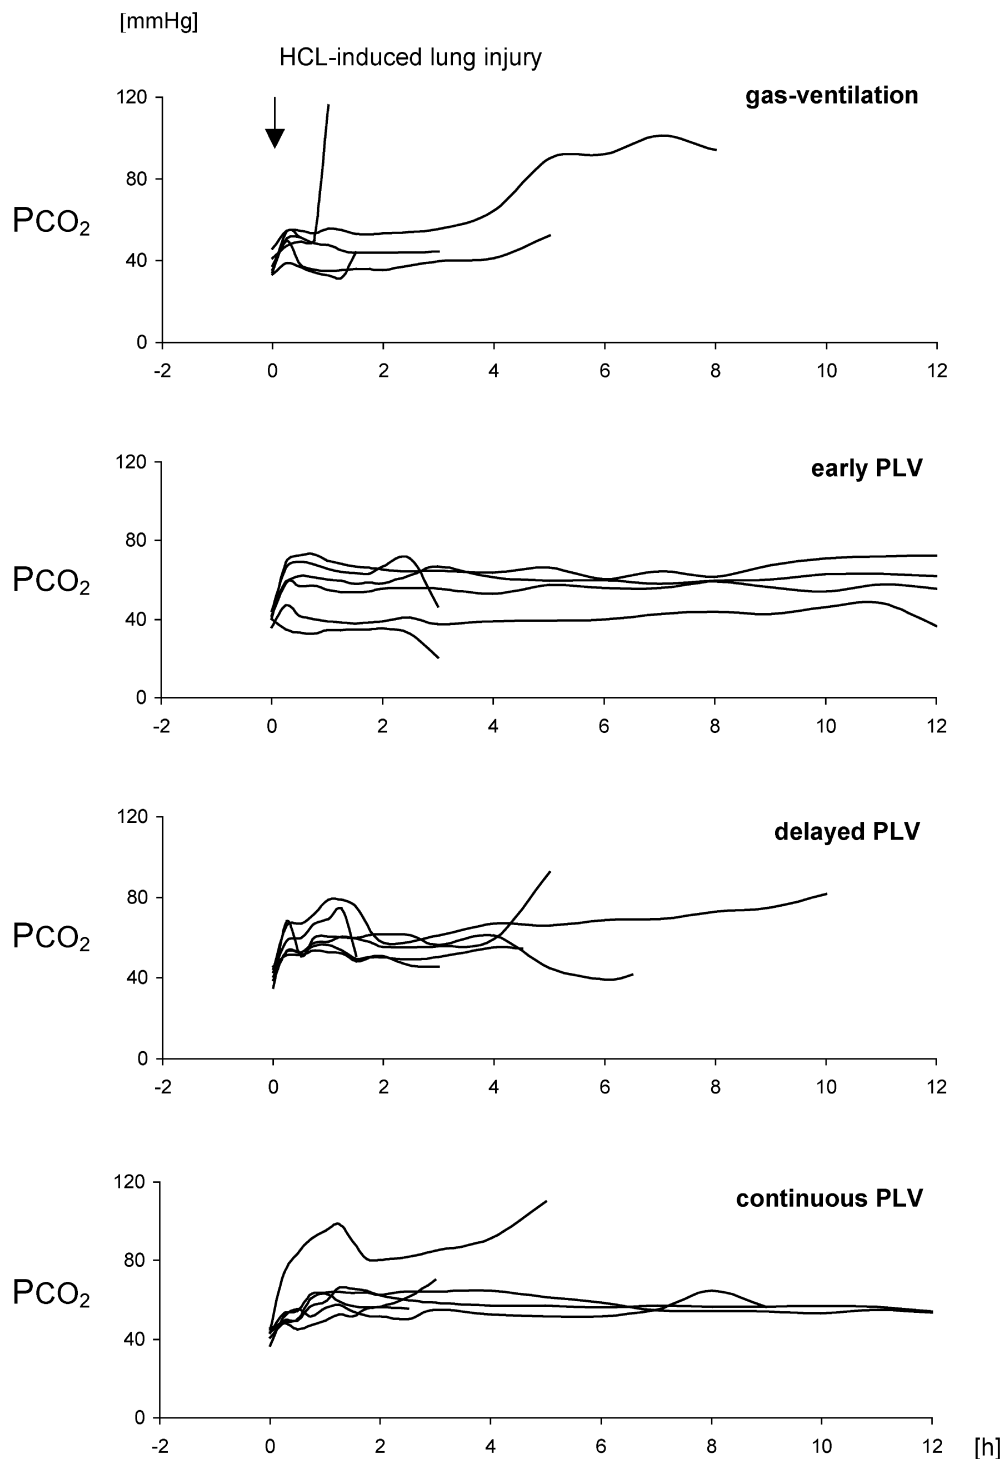 [mmHg]
HCL-induced lung injury
gas-ventilation
120
80
PCO2
40
0
-2 0 2 4 6 8 10 12
early PLV
120
80
PCO2
40
0
-2 0 2 4 6 8 10 12
delayed PLV
120
80
PCO2
40
0
-2 0 2 4 6 8 10 12
continuous PLV
120
80
PCO2
40
0
-2 0 2 4 6 8 10 12 [h]